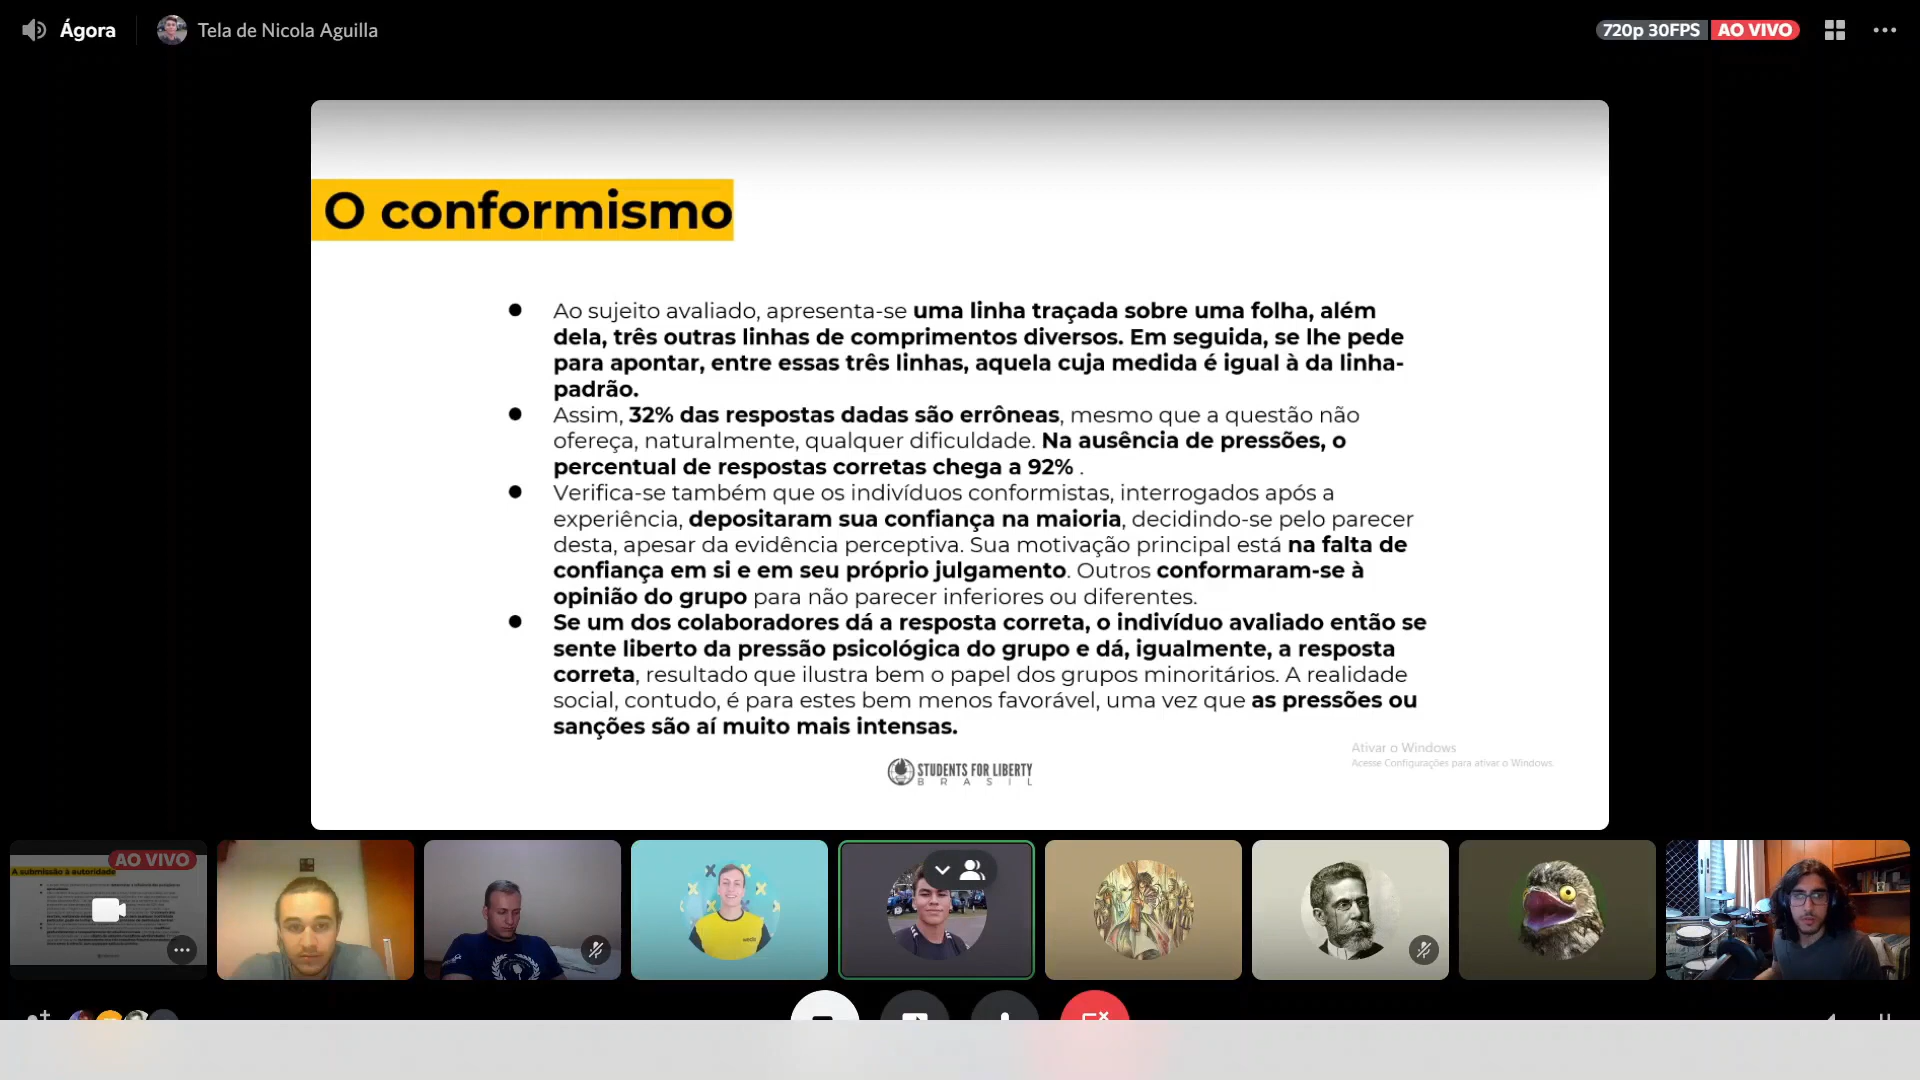 Ágora
Tela de Nicola Aguilla
720p 30FPS
AO VIVO
O conformismo
● Ao sujeito avaliado, apresenta-se uma linha traçada sobre uma folha, além
dela, três outras linhas de comprimentos diversos. Em seguida, se lhe pede
para apontar, entre essas três linhas, aquela cuja medida é igual à da linha-
padrão.
● Assim, 32% das respostas dadas são errôneas, mesmo que a questão não
ofereça, naturalmente, qualquer dificuldade. Na ausência de pressões, o
percentual de respostas corretas chega a 92% .
● Verifica-se também que os indivíduos conformistas, interrogados após a
experiência, depositaram sua confiança na maioria, decidindo-se pelo parecer
desta, apesar da evidência perceptiva. Sua motivação principal está na falta de
confiança em si e em seu próprio julgamento. Outros conformaram-se à
opinião do grupo para não parecer inferiores ou diferentes.
● Se um dos colaboradores dá a resposta correta, o indivíduo avaliado então se
sente liberto da pressão psicológica do grupo e dá, igualmente, a resposta
correta, resultado que ilustra bem o papel dos grupos minoritários. A realidade
social, contudo, é para estes bem menos favorável, uma vez que as pressões ou
sanções são aí muito mais intensas.
Ativar o Windows
Acesse Configurações para ativar o Windows.
STUDENTS FOR LIBERTY
BRASIL
AO VIVO
A submissão à autoridade